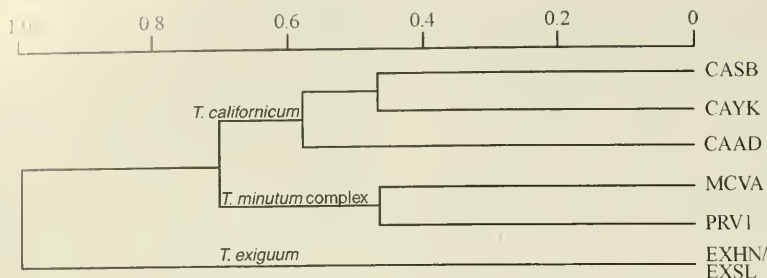 0.8 0.6 0.4 0.2 0
CASB
T. californicum
CAYK
CAAD
MCVA
T. minutum complex
PRV1
T. exiguum
EXHN/
EXSL